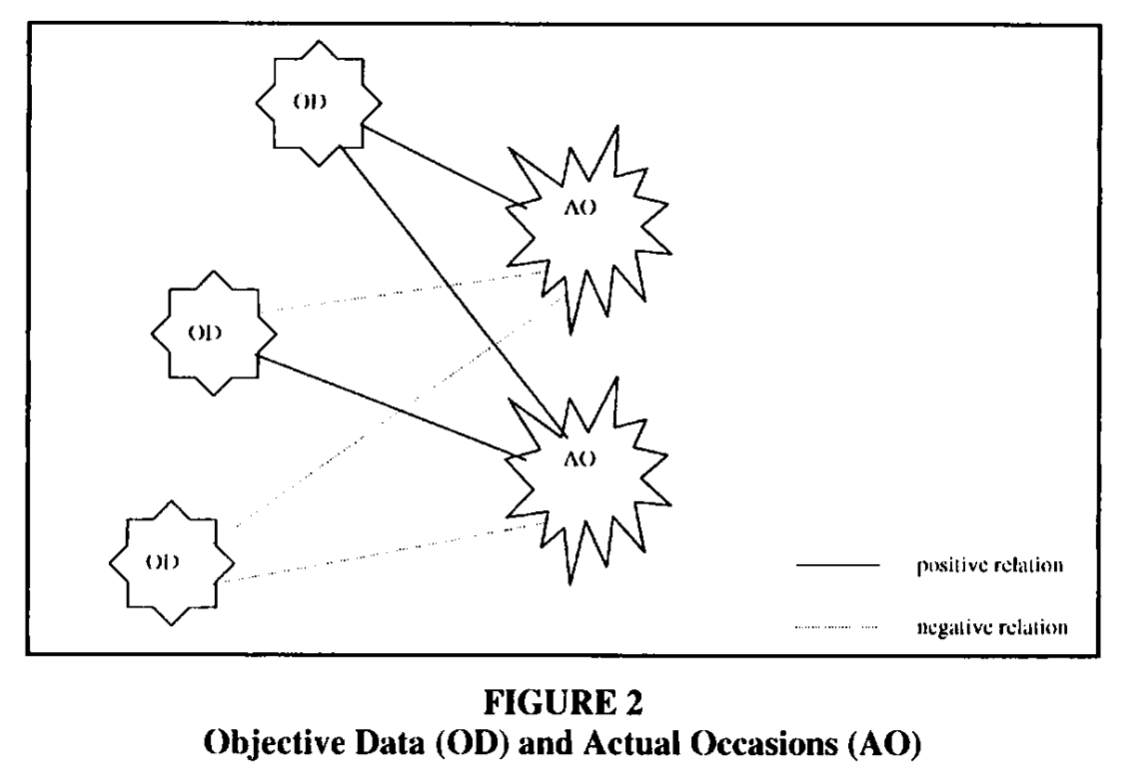 OD
AO
OD
AO
OD
positive relation
negative relation
FIGURE 2
Objective Data (OD) and Actual Occasions (AO)